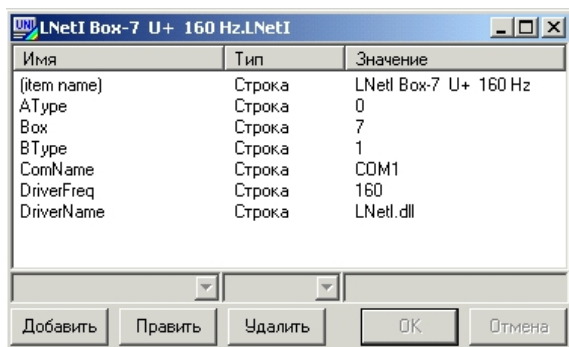 UNI LNetI Box-7 U+ 160 Hz.LNetI
Имя Тип Значение
(item name) Строка LNetI Box-7 U+ 160 Hz
AType Строка 0
Box Строка 7
BType Строка 1
ComName Строка COM1
DriverFreq Строка 160
DriverName Строка LNetI.dll
Добавить Править Удалить OK Отмена